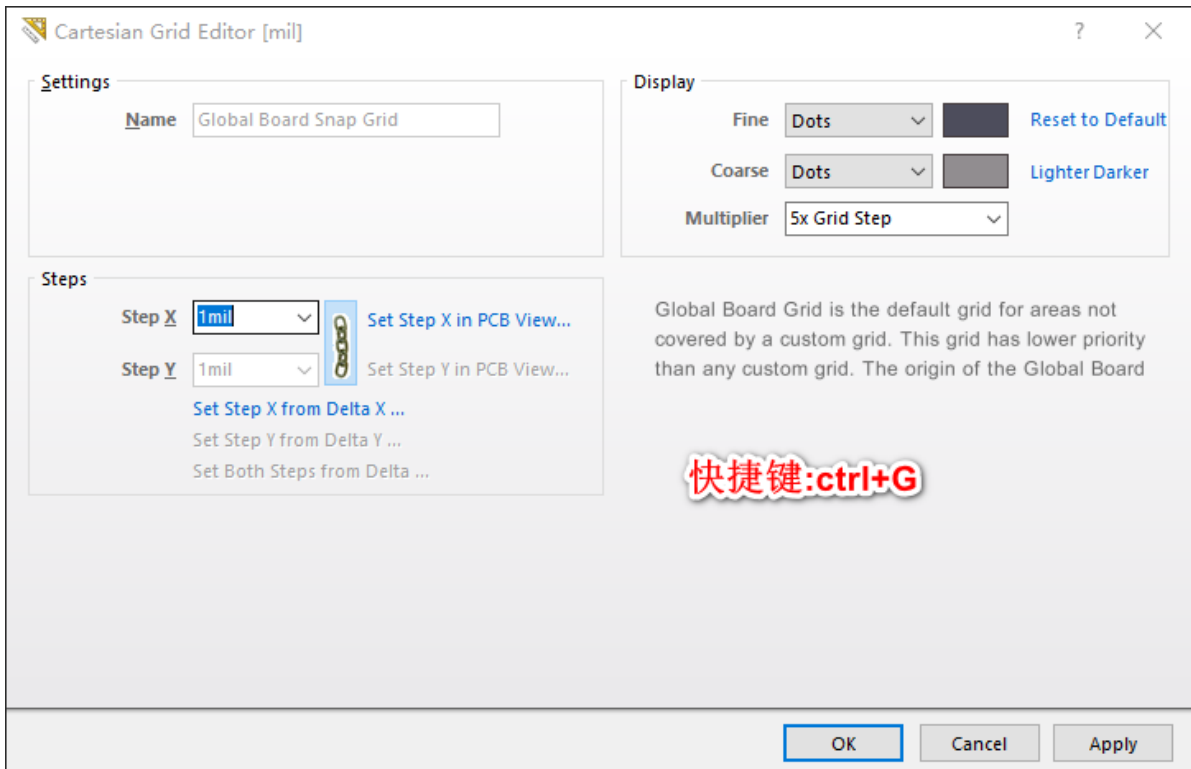 Cartesian Grid Editor [mil]
?
Settings
Name Global Board Snap Grid
Display
Fine Dots Reset to Default
Coarse Dots Lighter Darker
Multiplier 5x Grid Step
Steps
Step X 1mil Set Step X in PCB View...
Step Y 1mil Set Step Y in PCB View...
Set Step X from Delta X ...
Set Step Y from Delta Y ...
Set Both Steps from Delta ...
Global Board Grid is the default grid for areas not
covered by a custom grid. This grid has lower priority
than any custom grid. The origin of the Global Board
快捷键:ctrl+G
OK Cancel Apply